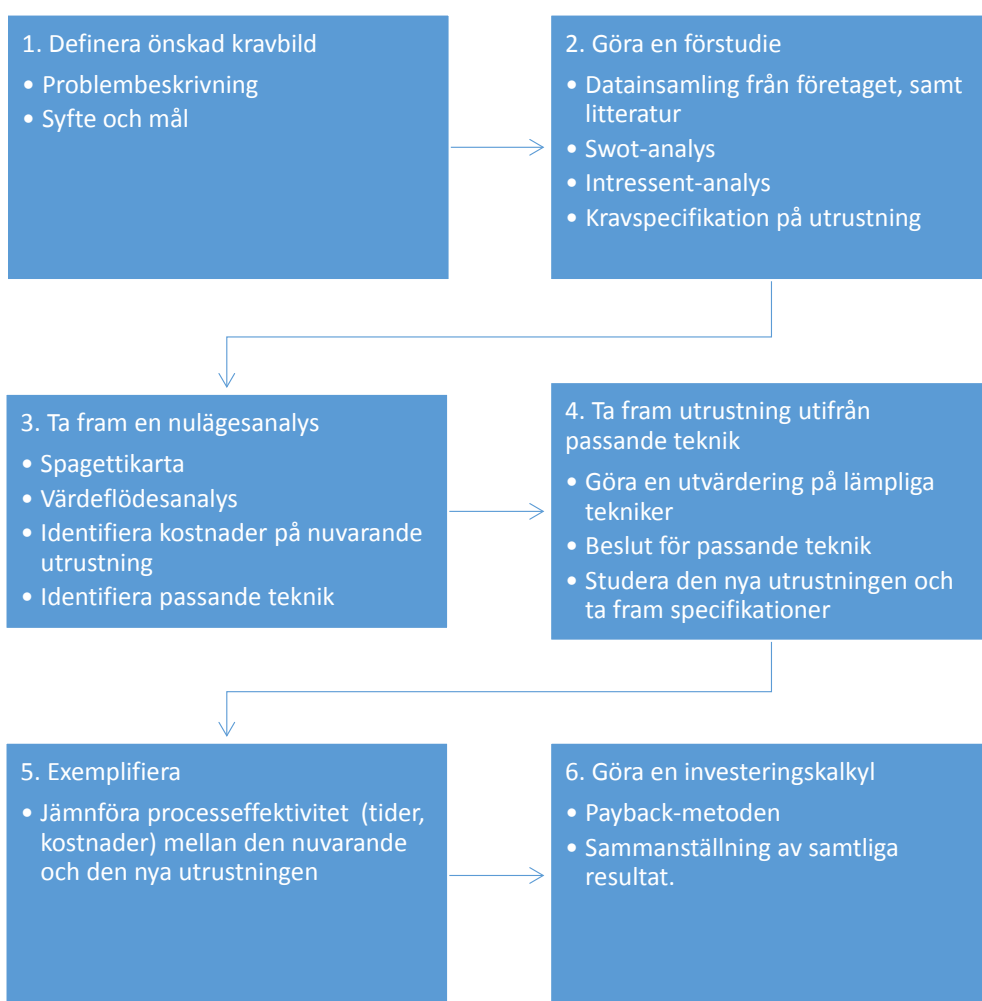 1. Definera önskad kravbild
• Problembeskrivning
• Syfte och mål
2. Göra en förstudie
• Datainsamling från företaget, samt
litteratur
• Swot-analys
• Intressent-analys
• Kravspecifikation på utrustning
3. Ta fram en nulägesanalys
• Spagettikarta
• Värdeflödesanalys
• Identifiera kostnader på nuvarande
utrustning
• Identifiera passande teknik
4. Ta fram utrustning utifrån
passande teknik
• Göra en utvärdering på lämpliga
tekniker
• Beslut för passande teknik
• Studera den nya utrustningen och
ta fram specifikationer
5. Exemplifiera
• Jämnföra processeffektivitet (tider,
kostnader) mellan den nuvarande
och den nya utrustningen
6. Göra en investeringskalkyl
• Payback-metoden
• Sammanställning av samtliga
resultat.